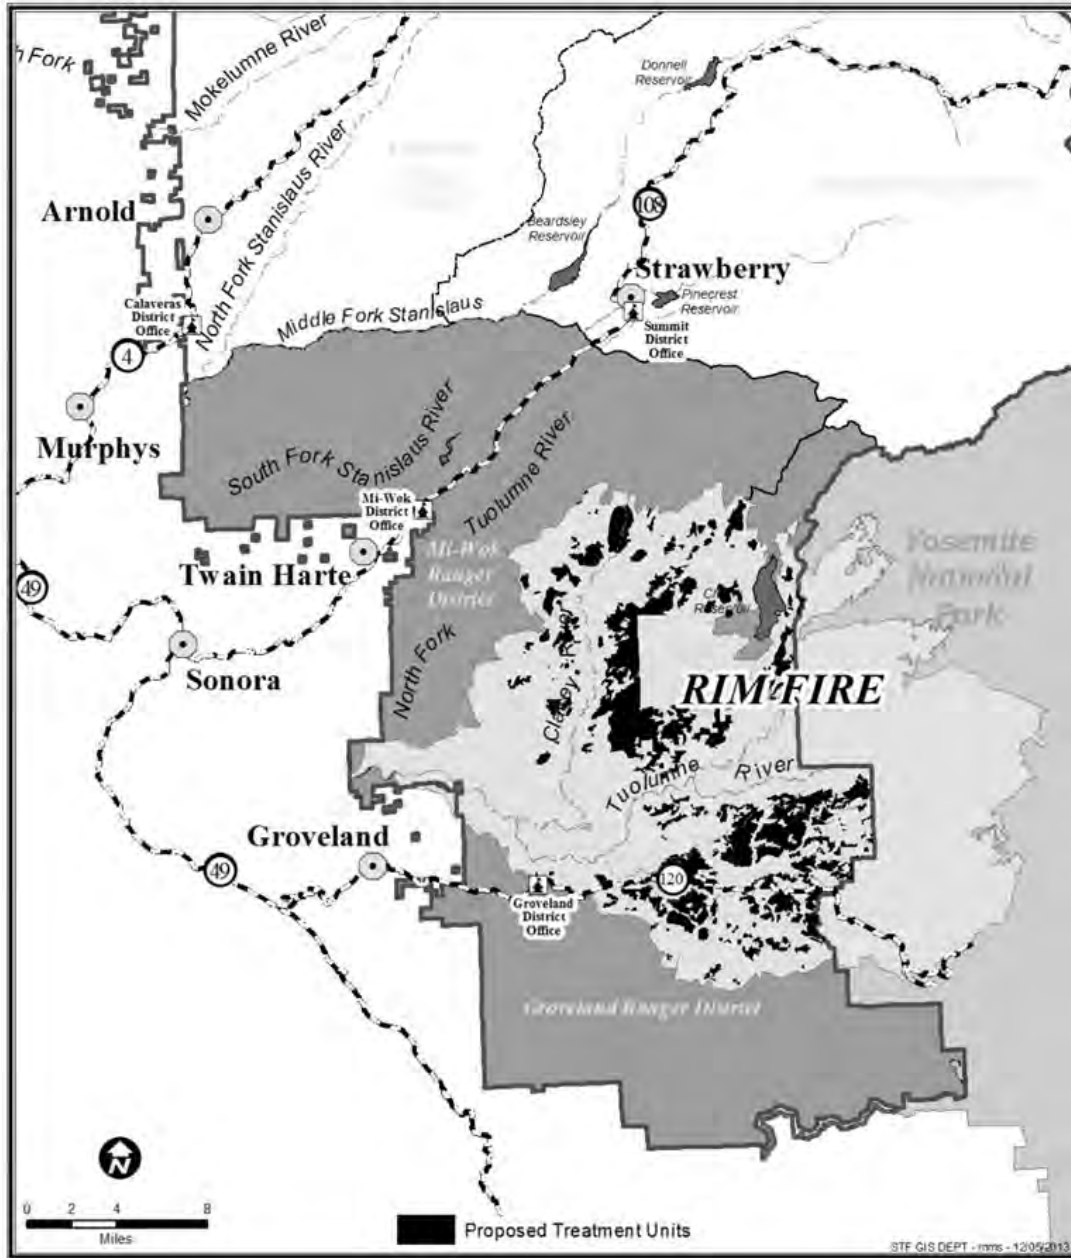 h Fork
Mokelumne River
Donnell
Reservoir
North Fork Stanislaus River
108
Arnold
Beardsley
Reservoir
Strawberry
Pinecrest
Reservoir
Calaveras
District
Office
Middle Fork Stanislaus
Summit
District
Office
4
Murphys
South Fork Stanislaus River
Mi-Wok
District
Office
Tuolumne River
Mi-Wok
Ranger
District
Yosemite
National
Park
Twain Harte
49
Reservoir
Sonora
North Fork
Clavey River
RIM FIRE
Tuolumne River
Groveland
49
120
Groveland
District
Office
Groveland Ranger District
N
0 2 4 8
Miles
Proposed Treatment Units
STF GIS DEPT - mms - 12/05/2013